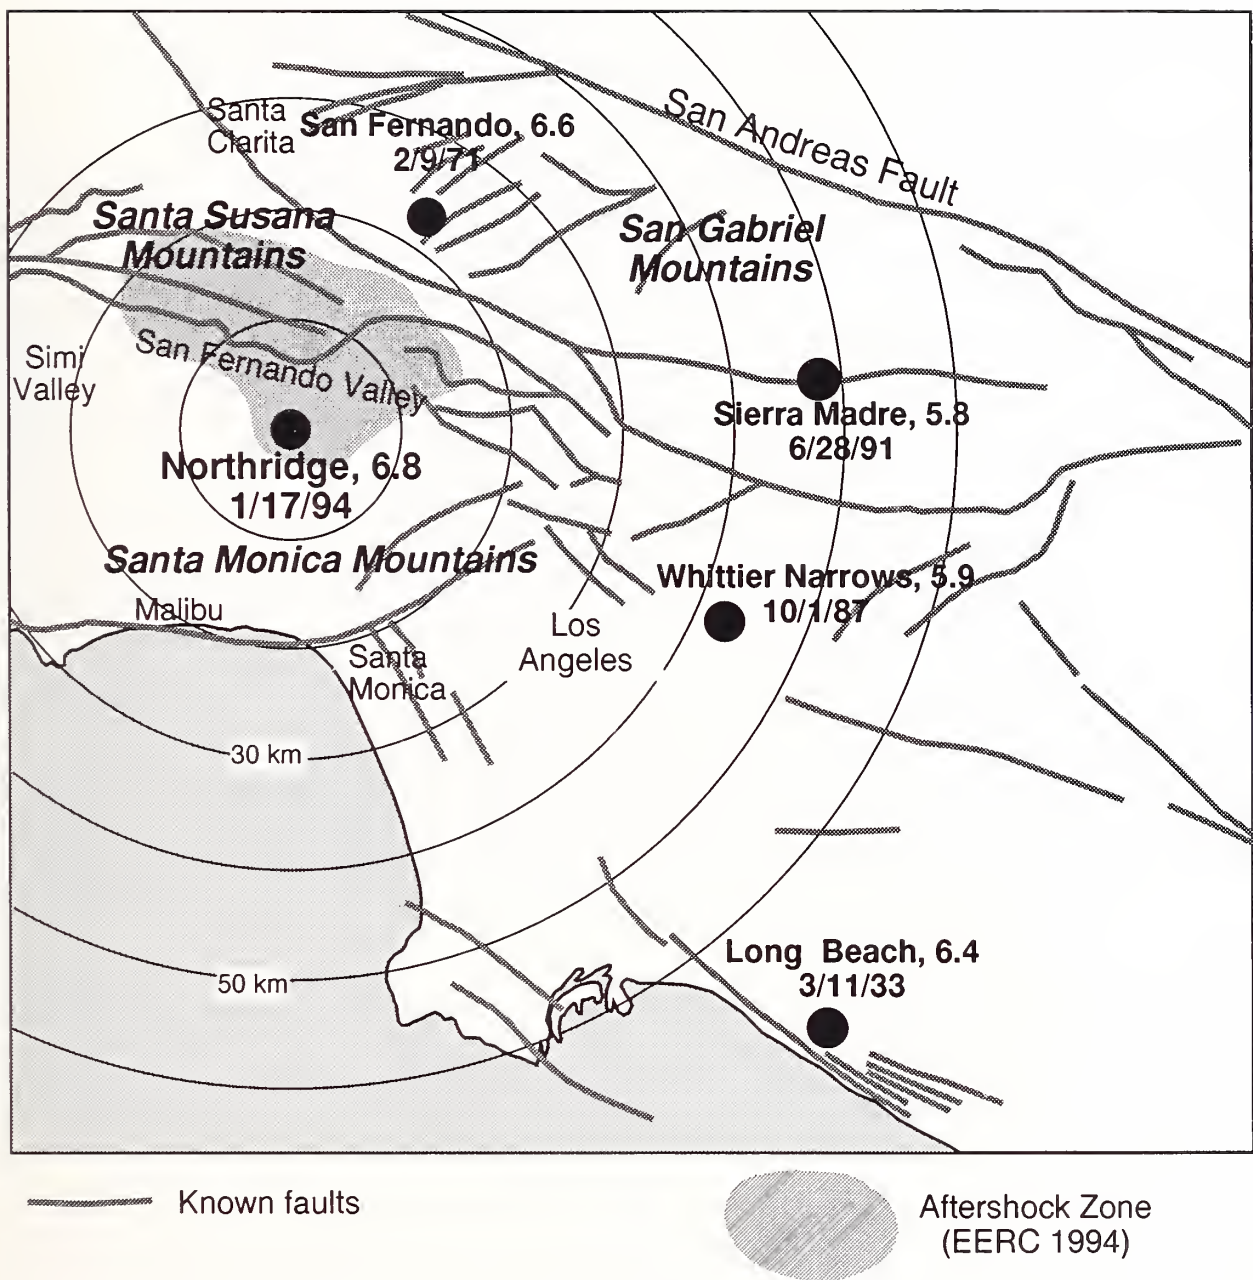 San Andreas Fault
Santa
Clarita
San Fernando, 6.6
2/9/71
Santa Susana
Mountains
San Gabriel
Mountains
Simi
Valley
San Fernando Valley
Sierra Madre, 5.8
6/28/91
Northridge, 6.8
1/17/94
Santa Monica Mountains
Whittier Narrows, 5.9
10/1/87
Malibu
Los
Angeles
Santa
Monica
30 km
50 km
Long Beach, 6.4
3/11/33
Known faults
Aftershock Zone
(EERC 1994)